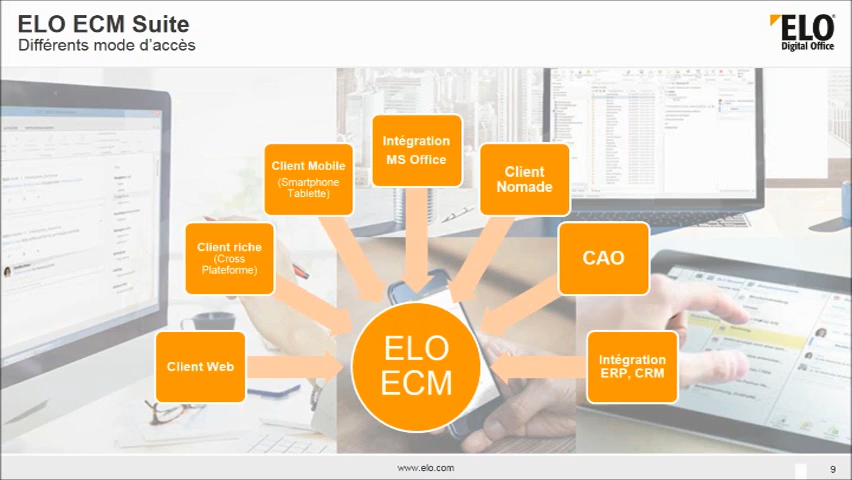 ELO ECM Suite
Différents mode d'accès
ELO
Digital Office
Intégration
MS Office
Client Mobile
(Smartphone
Tablette)
Client
Nomade
Client riche
(Cross
Plateforme)
CAO
Client Web
ELO
ECM
Intégration
ERP, CRM
www.elo.com
9